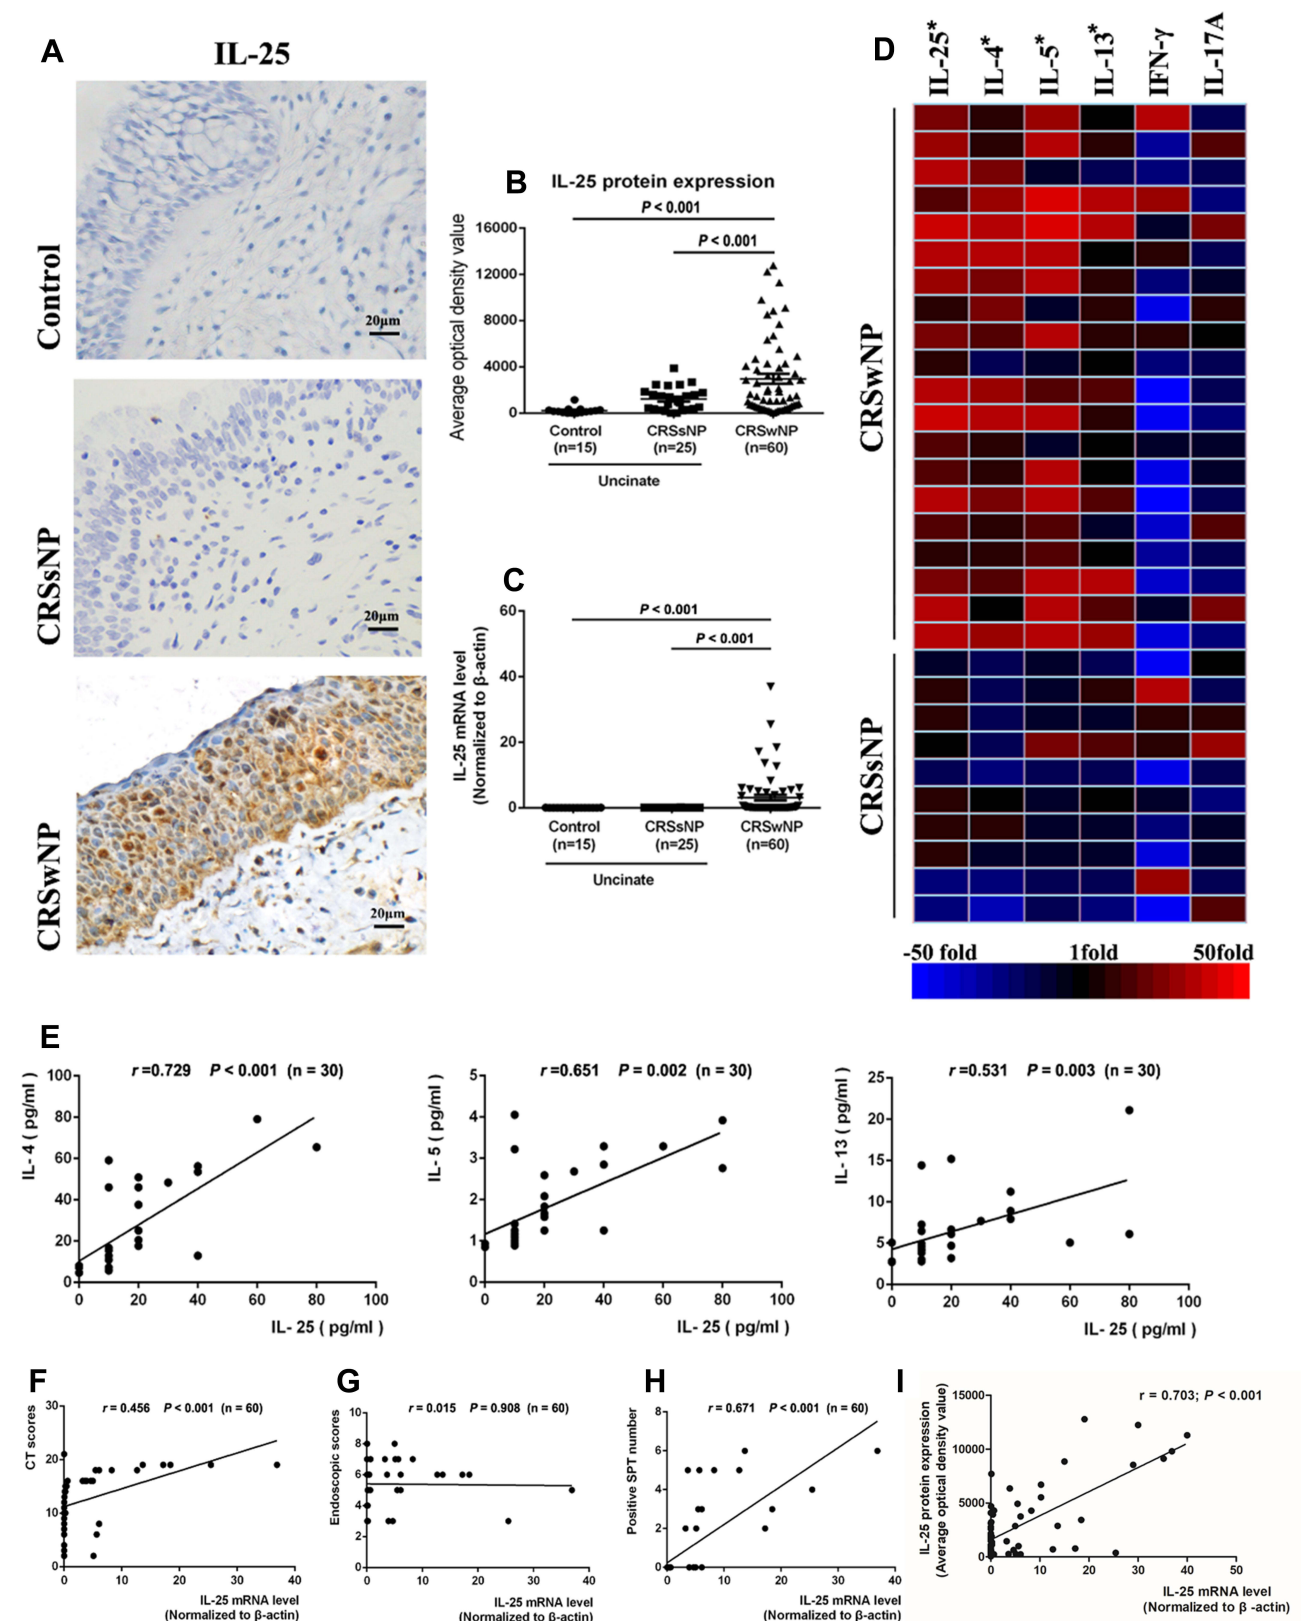 A
IL-25
Control
20μm
CRSsNP
20μm
CRSwNP
20μm
B
IL-25 protein expression
P < 0.001
P < 0.001
Average optical density value
16000
12000
8000
4000
0
Control
(n=15)
CRSsNP
(n=25)
CRSwNP
(n=60)
Uncinate
C
P < 0.001
P < 0.001
IL-25 mRNA level
(Normalized to β-actin)
60
40
20
0
Control
(n=15)
CRSsNP
(n=25)
CRSwNP
(n=60)
Uncinate
D
IL-25*
IL-4*
IL-5*
IL-13*
IFN-γ
IL-17A
CRSwNP
CRSsNP
-50 fold 1fold 50fold
E
r =0.729 P < 0.001 (n = 30)
IL- 4 ( pg/ml )
100
80
60
40
20
0
0 20 40 60 80 100
IL- 25 ( pg/ml )
r =0.651 P = 0.002 (n = 30)
IL- 5 ( pg/ml )
5
4
3
2
1
0
0 20 40 60 80 100
IL- 25 ( pg/ml )
r =0.531 P = 0.003 (n = 30)
IL- 13 ( pg/ml )
25
20
15
10
5
0
0 20 40 60 80 100
IL- 25 ( pg/ml )
F
r = 0.456 P < 0.001 (n = 60)
CT scores
30
20
10
0
0 10 20 30 40
IL-25 mRNA level
(Normalized to β-actin)
G
r = 0.015 P = 0.908 (n = 60)
Endoscopic scores
10
8
6
4
2
0
0 10 20 30 40
IL-25 mRNA level
(Normalized to β-actin)
H
r = 0.671 P < 0.001 (n = 60)
Positive SPT number
8
6
4
2
0
0 10 20 30 40
IL-25 mRNA level
(Normalized to β-actin)
I
r = 0.703; P < 0.001
IL-25 protein expression
(Average optical density value)
15000
10000
5000
0
0 10 20 30 40 50
IL-25 mRNA level
(Normalized to β -actin)